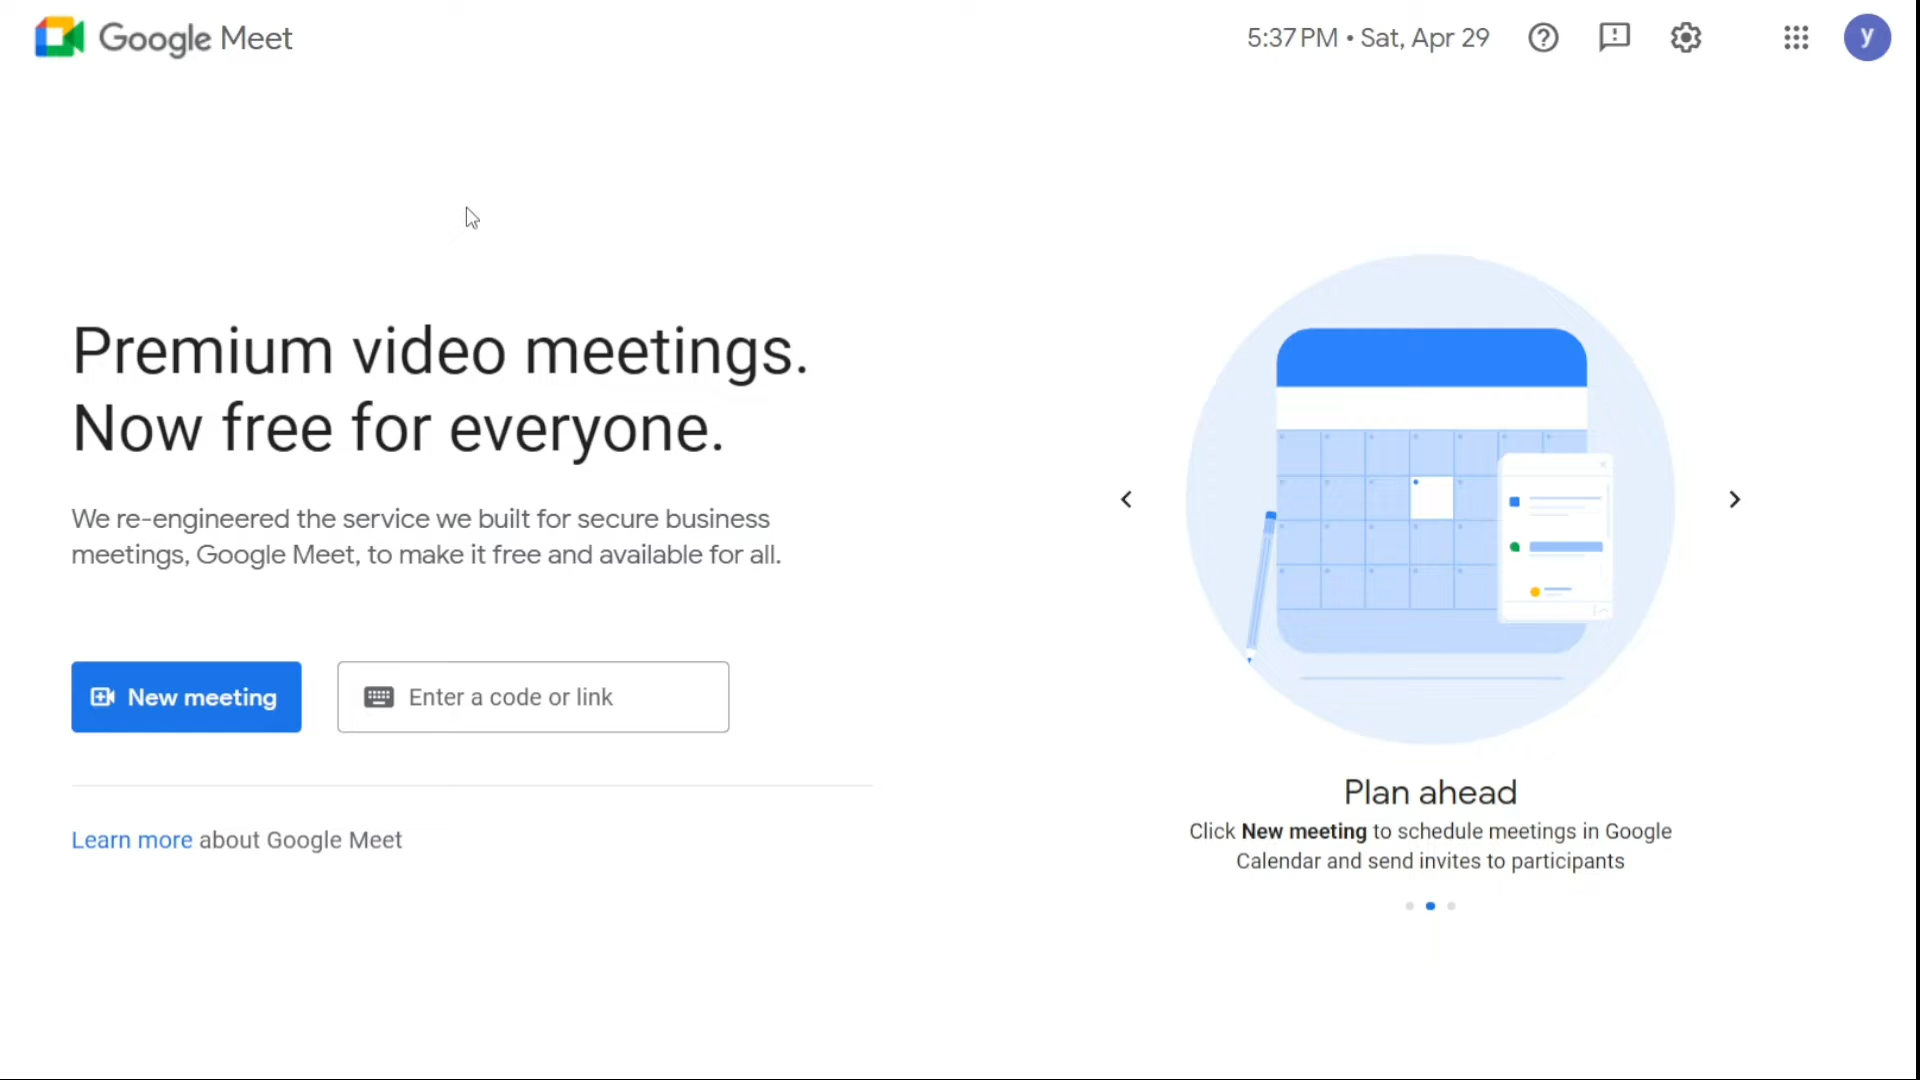 Google Meet
5:37 PM • Sat, Apr 29
y
Premium video meetings.
Now free for everyone.
We re-engineered the service we built for secure business
meetings, Google Meet, to make it free and available for all.
New meeting
Enter a code or link
Learn more about Google Meet
Plan ahead
Click New meeting to schedule meetings in Google
Calendar and send invites to participants